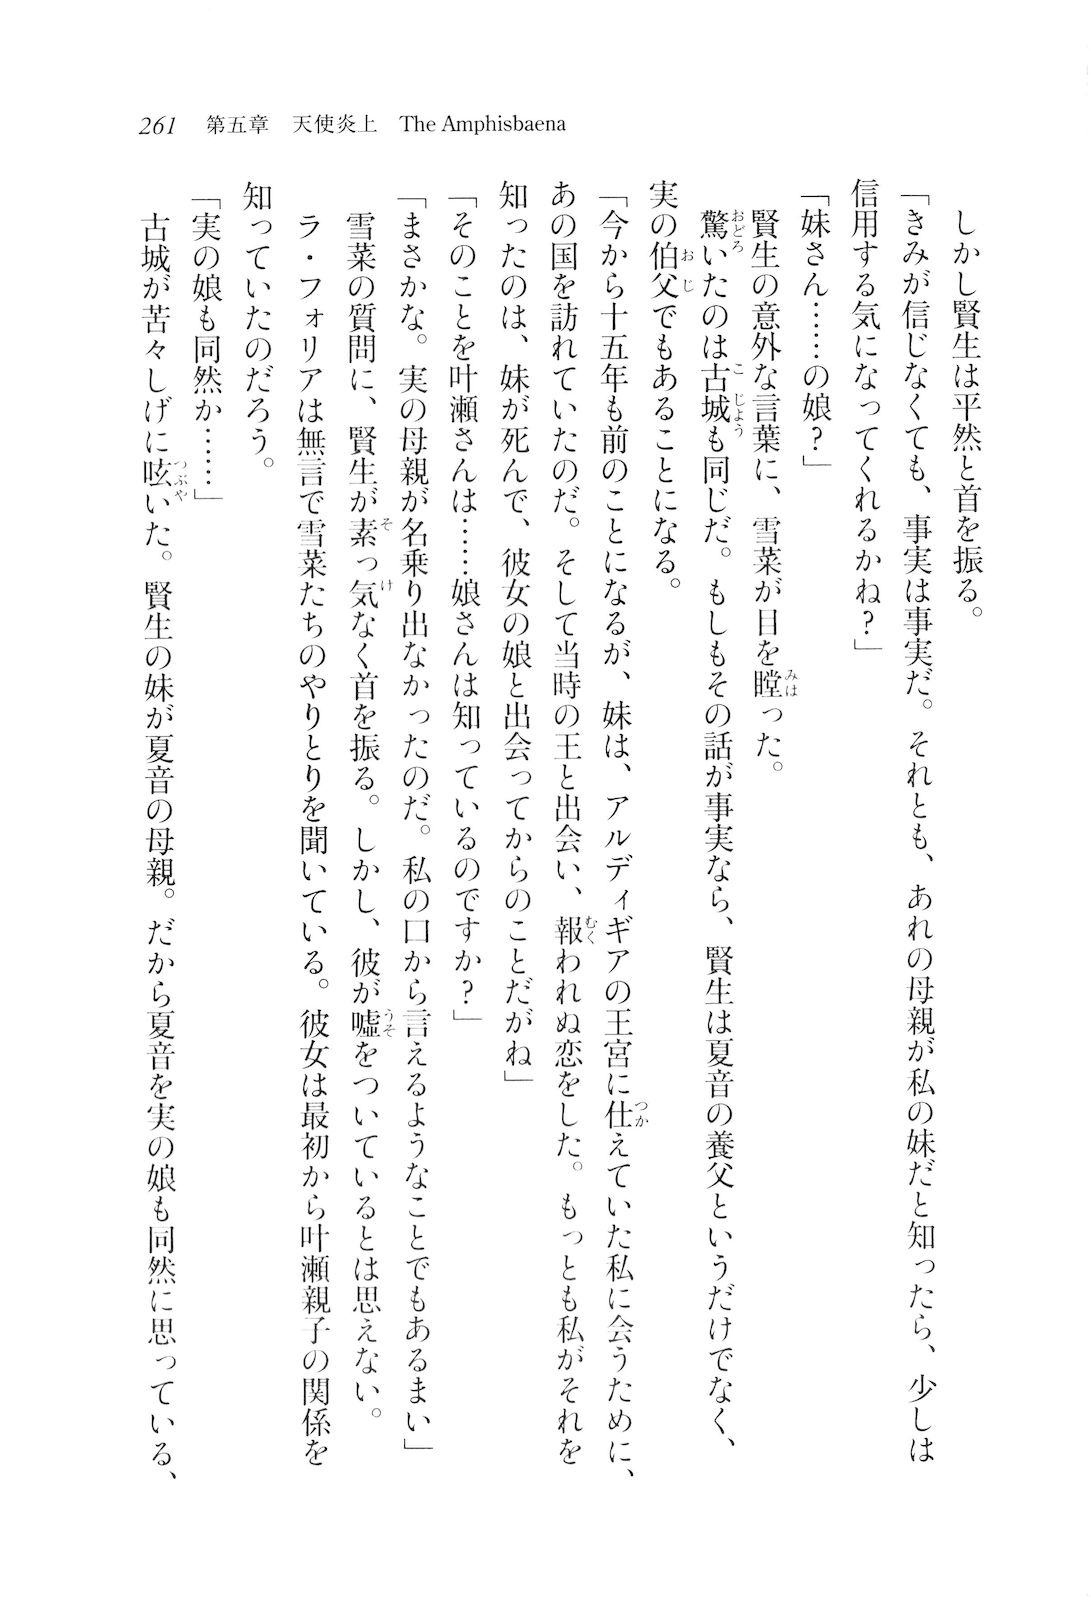 261　第五章　天使炎上　The Amphisbaena
　しかし賢生は平然と首を振る。
「きみが信じなくても、事実は事実だ。それとも、あれの母親が私の妹だと知ったら、少しは
信用する気になってくれるかね？」
「妹さん……の娘？」
　賢生の意外な言葉に、雪菜が目を瞠った。
　驚いたのは古城も同じだ。もしもその話が事実なら、賢生は夏音の養父というだけでなく、
実の伯父でもあることになる。
「今から十五年も前のことになるが、妹は、アルディギアの王宮に仕えていた私に会うために、
あの国を訪れていたのだ。そして当時の王と出会い、報われぬ恋をした。もっとも私がそれを
知ったのは、妹が死んで、彼女の娘と出会ってからのことだがね」
「そのことを叶瀬さんは……娘さんは知っているのですか？」
「まさかな。実の母親が名乗り出なかったのだ。私の口から言えるようなことでもあるまい」
　雪菜の質問に、賢生が素っ気なく首を振る。しかし、彼が嘘をついているとは思えない。
　ラ・フォリアは無言で雪菜たちのやりとりを聞いている。彼女は最初から叶瀬親子の関係を
知っていたのだろう。
「実の娘も同然か……」
　古城が苦々しげに呟いた。賢生の妹が夏音の母親。だから夏音を実の娘も同然に思っている、